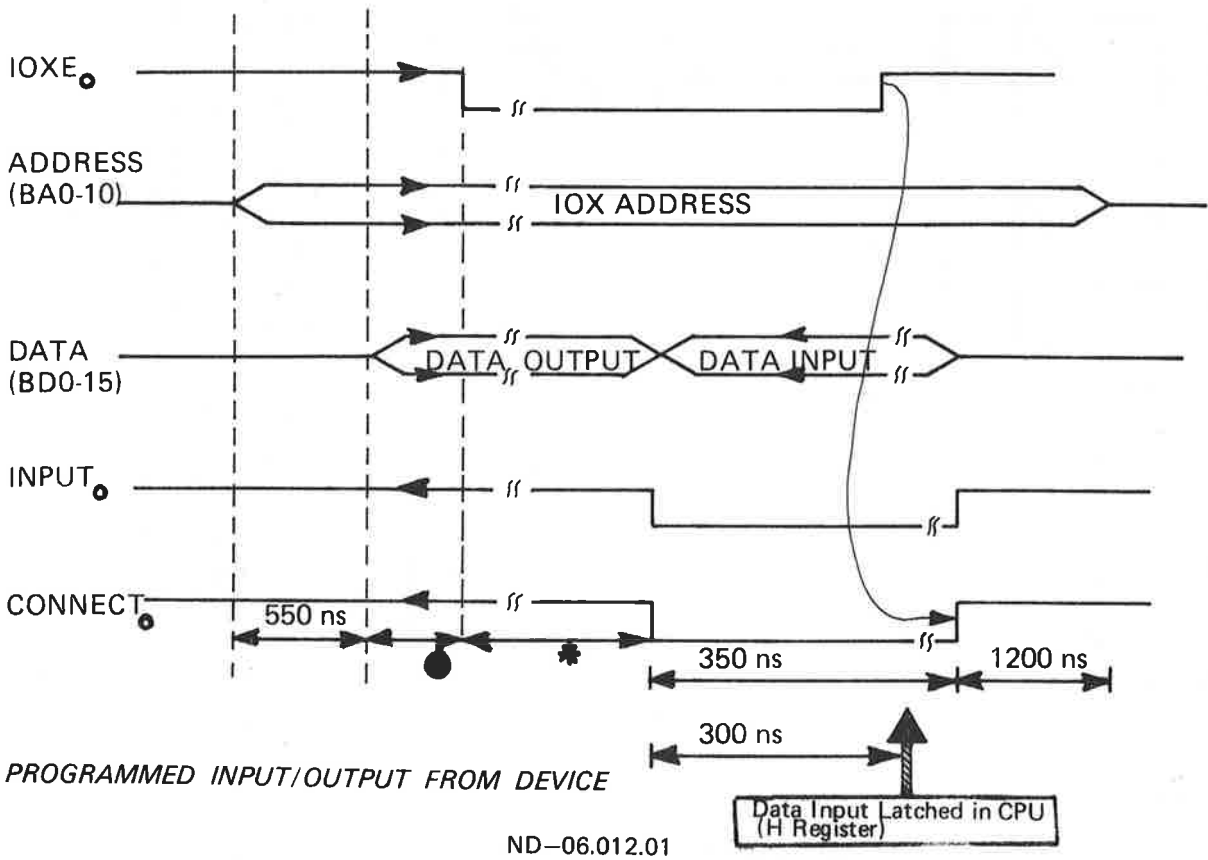 IOXE
ADDRESS
(BA0-10)
IOX ADDRESS
DATA
(BD0-15)
DATA OUTPUT
DATA INPUT
INPUT
CONNECT
550 ns
*
350 ns
1200 ns
300 ns
PROGRAMMED INPUT/OUTPUT FROM DEVICE
Data Input Latched in CPU
(H Register)
ND—06.012.01